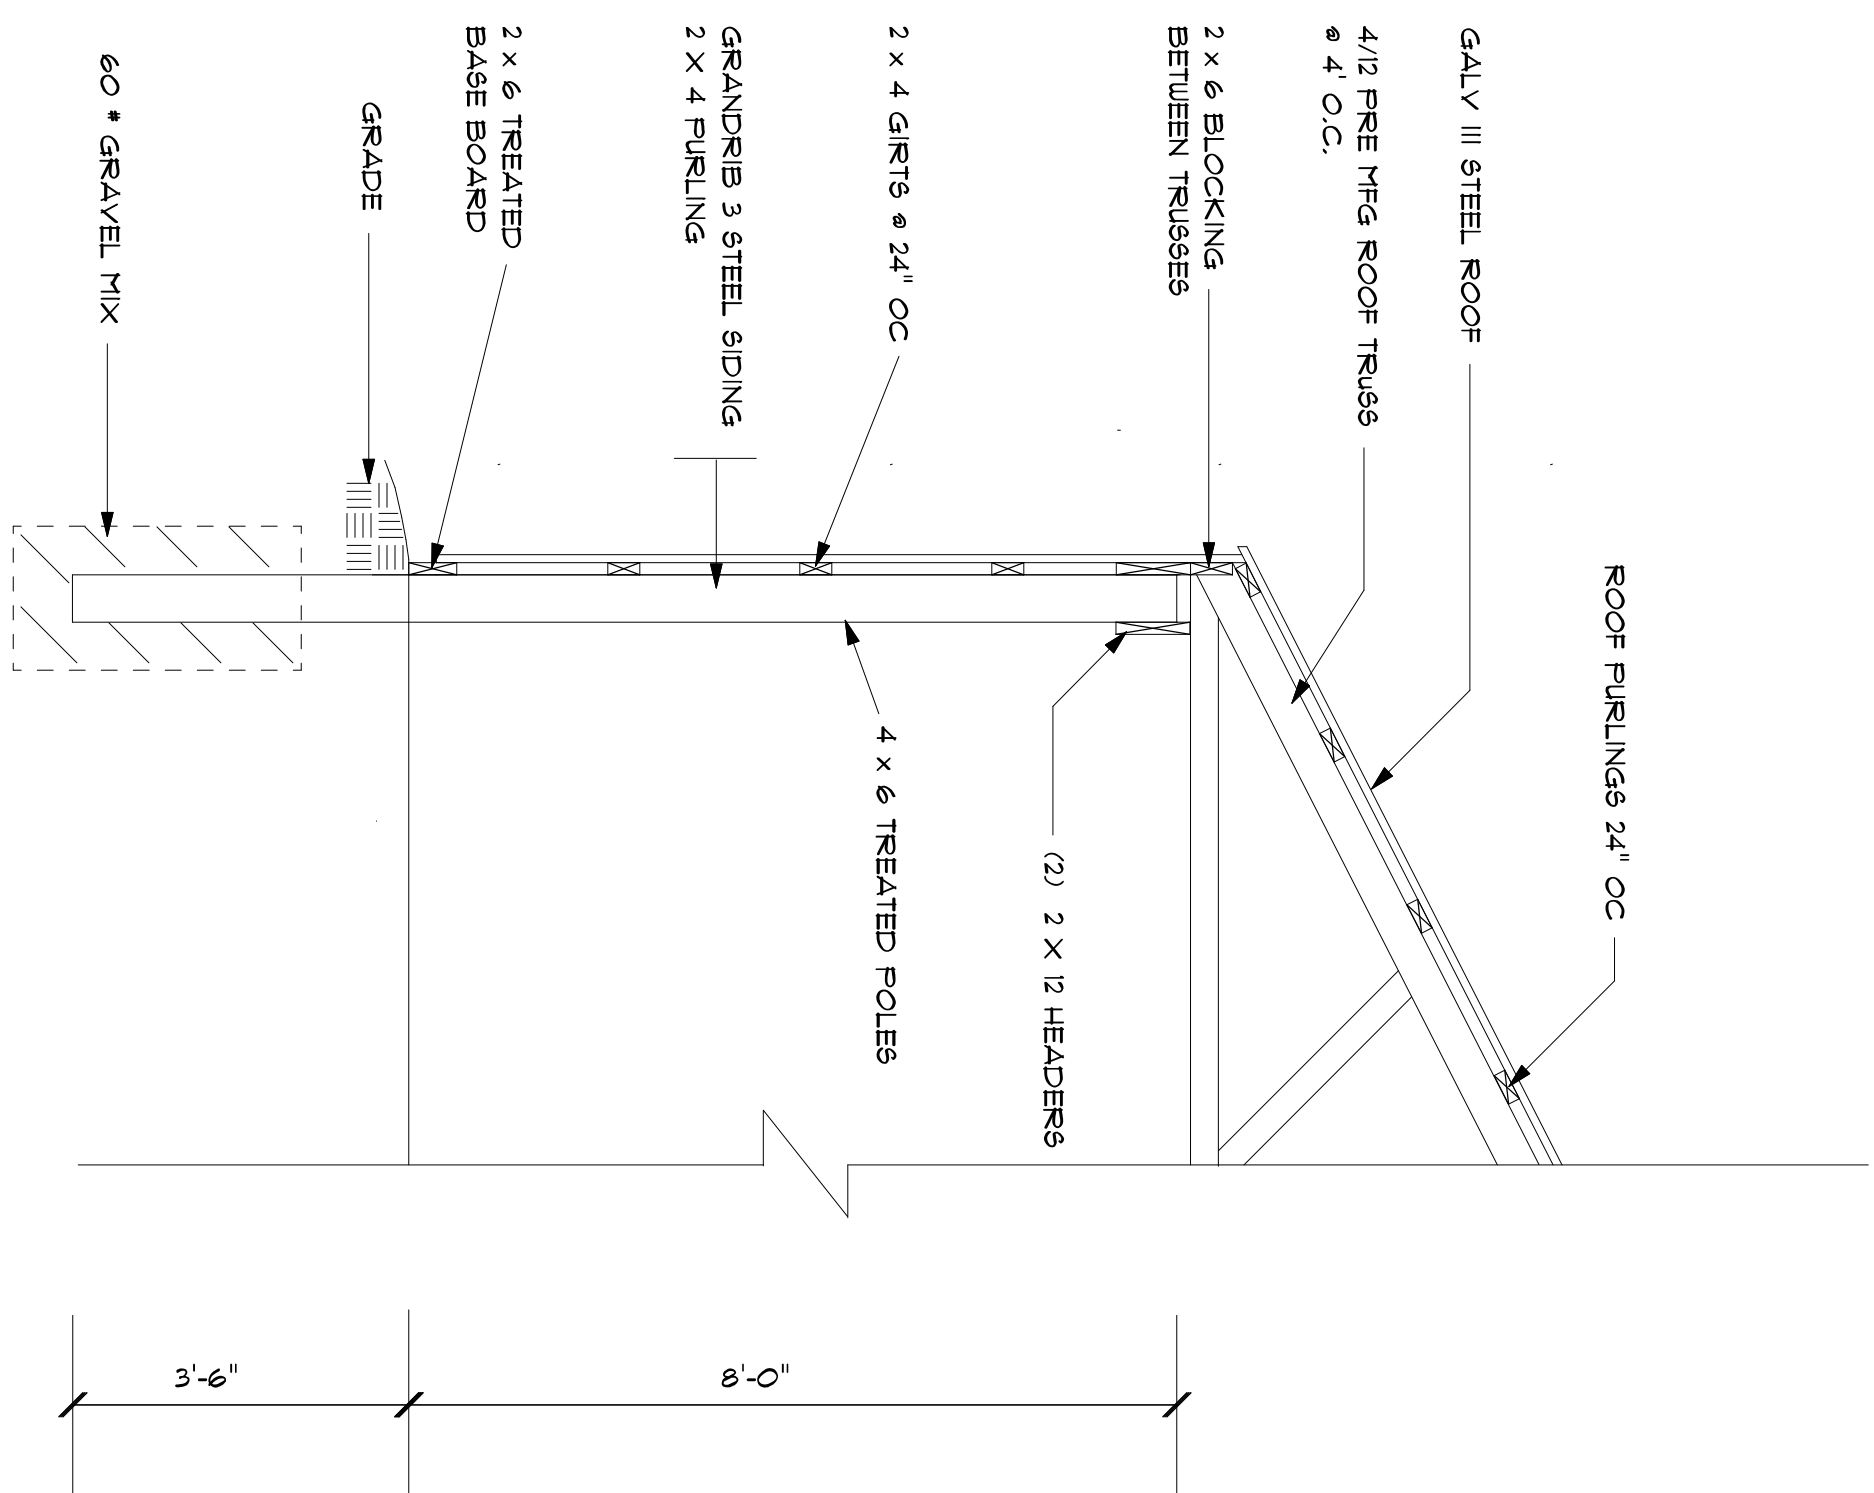 GALV III STEEL ROOF
4/12 PRE MFG ROOF TRUSS
@ 4' O.C.
2 x 6 BLOCKING
BETWEEN TRUSSES
2 x 4 GIRTS @ 24" OC
GRANDRIB 3 STEEL SIDING
2 X 4 PURLING
2 x 6 TREATED
BASE BOARD
GRADE
60 # GRAVEL MIX
ROOF PURLINGS 24" OC
(2) 2 X 12 HEADERS
4 x 6 TREATED POLES
8'-0"
3'-6"